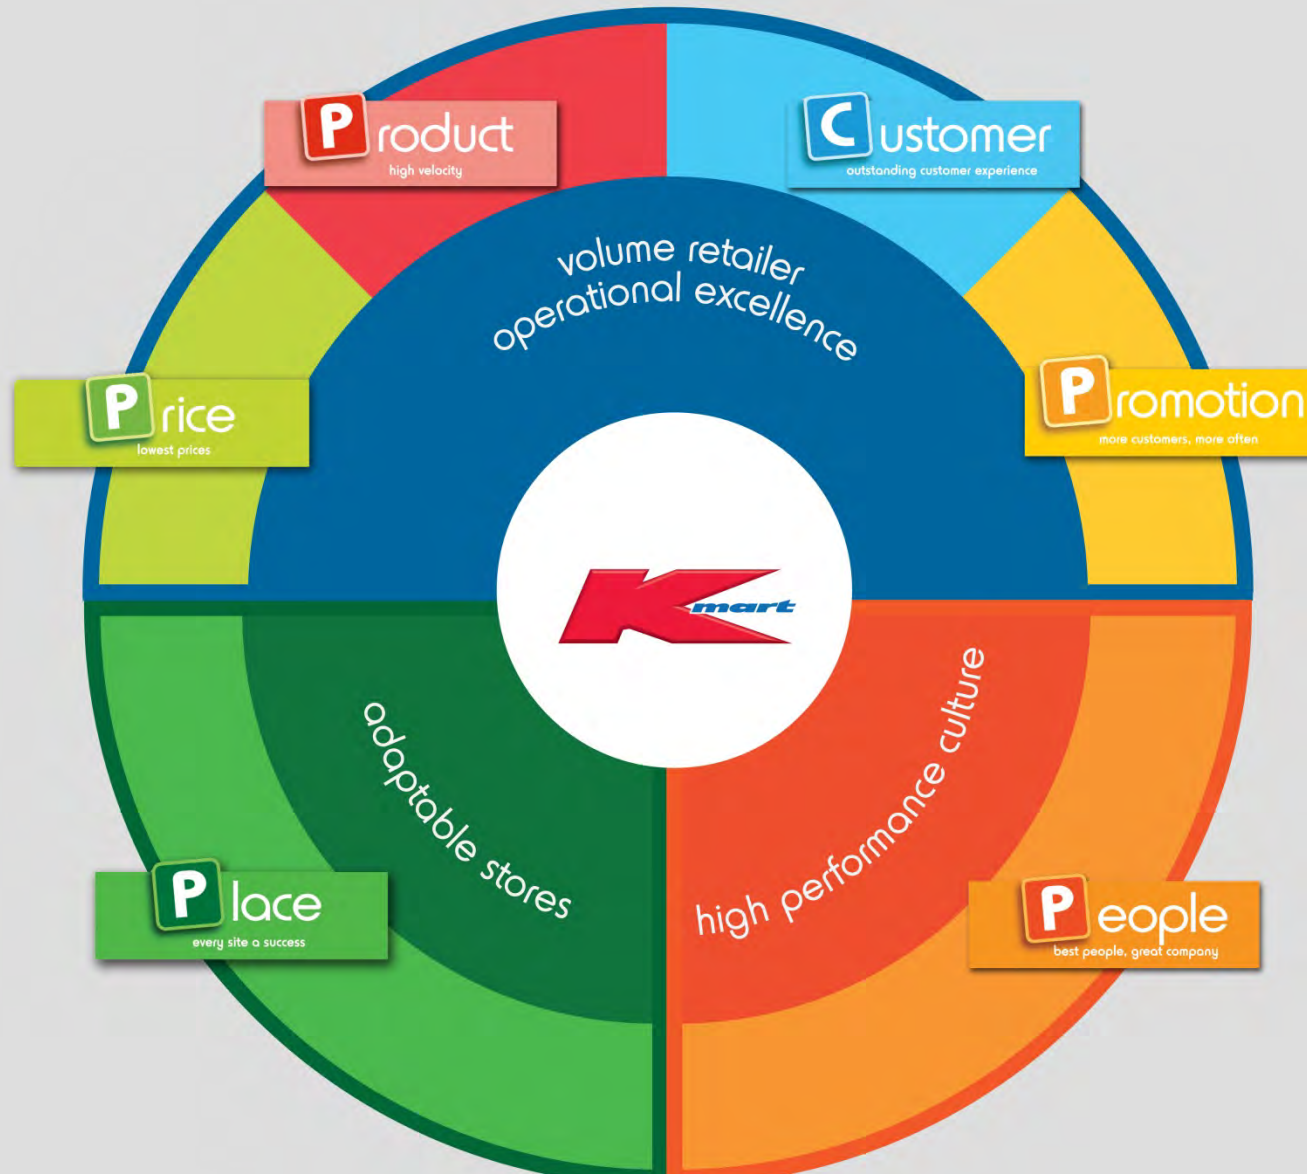 Product
high velocity
Customer
outstanding customer experience
volume retailer
operational excellence
Price
lowest prices
Promotion
more customers, more often
Kmart
adaptable stores
high performance culture
Place
every site a success
People
best people, great company